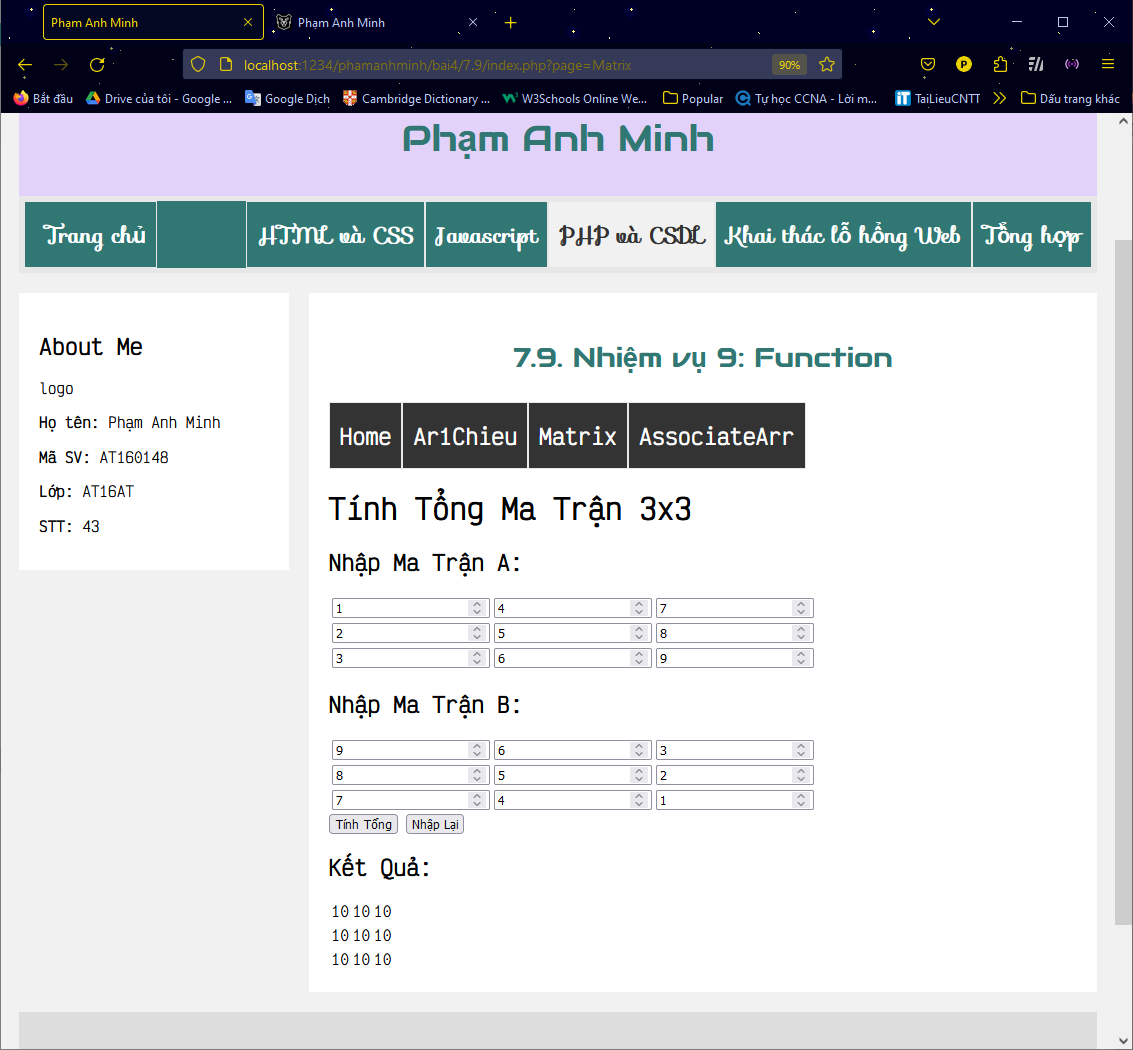 Phạm Anh Minh Phạm Anh Minh
localhost:1234/phamanhminh/bai4/7.9/index.php?page=Matrix 90%
Bắt đầu Drive của tôi - Google ... Google Dịch Cambridge Dictionary ... W3Schools Online We... Popular Tự học CCNA - Lời m... TaiLieuCNTT Dấu trang khác
Phạm Anh Minh
Trang chủ HTML và CSS Javascript PHP và CSDL Khai thác lỗ hổng Web Tổng hợp
About Me
logo
Họ tên: Phạm Anh Minh
Mã SV: AT160148
Lớp: AT16AT
STT: 43
7.9. Nhiệm vụ 9: Function
Home Ar1Chieu Matrix AssociateArr
Tính Tổng Ma Trận 3x3
Nhập Ma Trận A:
1 4 7
2 5 8
3 6 9
Nhập Ma Trận B:
9 6 3
8 5 2
7 4 1
Tính Tổng Nhập Lại
Kết Quả:
10 10 10
10 10 10
10 10 10